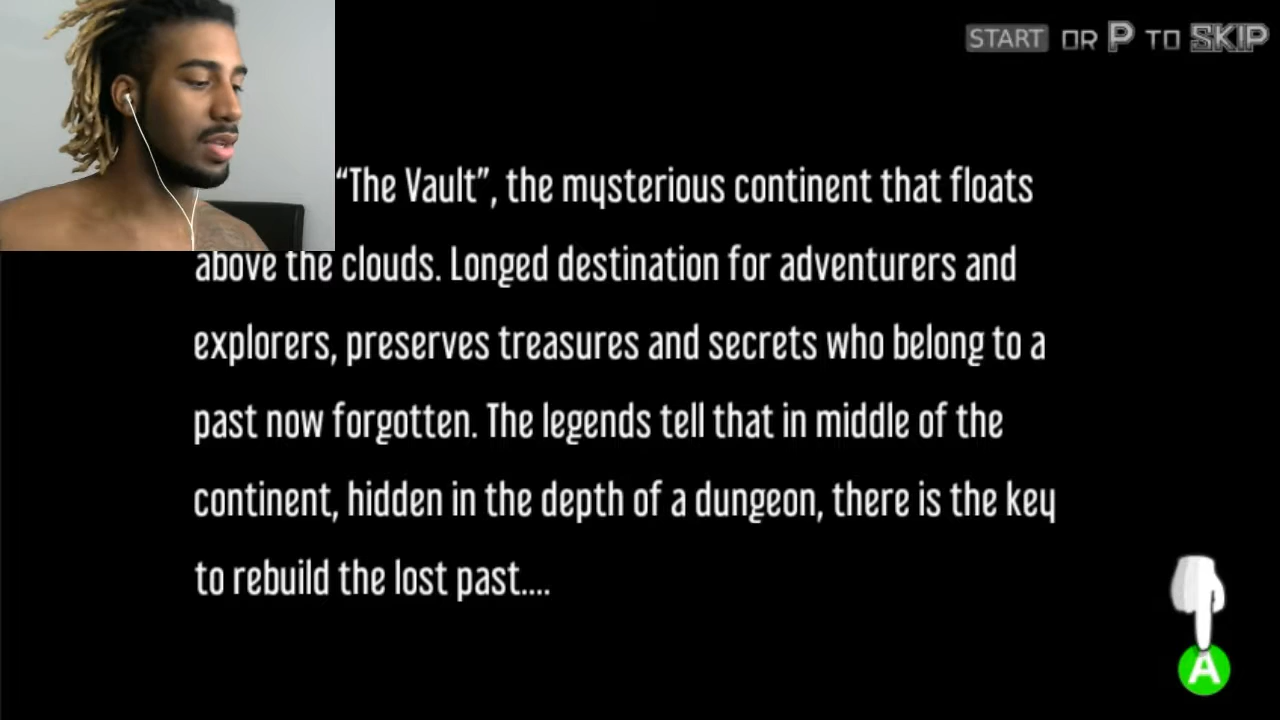 START OR P TO SKIP
“The Vault”, the mysterious continent that floats
above the clouds. Longed destination for adventurers and
explorers, preserves treasures and secrets who belong to a
past now forgotten. The legends tell that in middle of the
continent, hidden in the depth of a dungeon, there is the key
to rebuild the lost past....
A